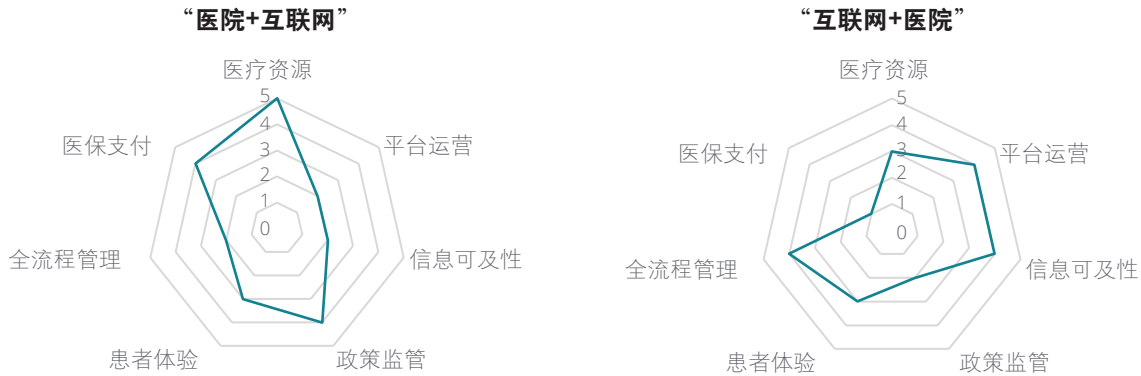 “医院+互联网”
医疗资源
5
4
3
2
1
0
平台运营
信息可及性
政策监管
患者体验
全流程管理
医保支付
“互联网+医院”
医疗资源
5
4
3
2
1
0
平台运营
信息可及性
政策监管
患者体验
全流程管理
医保支付